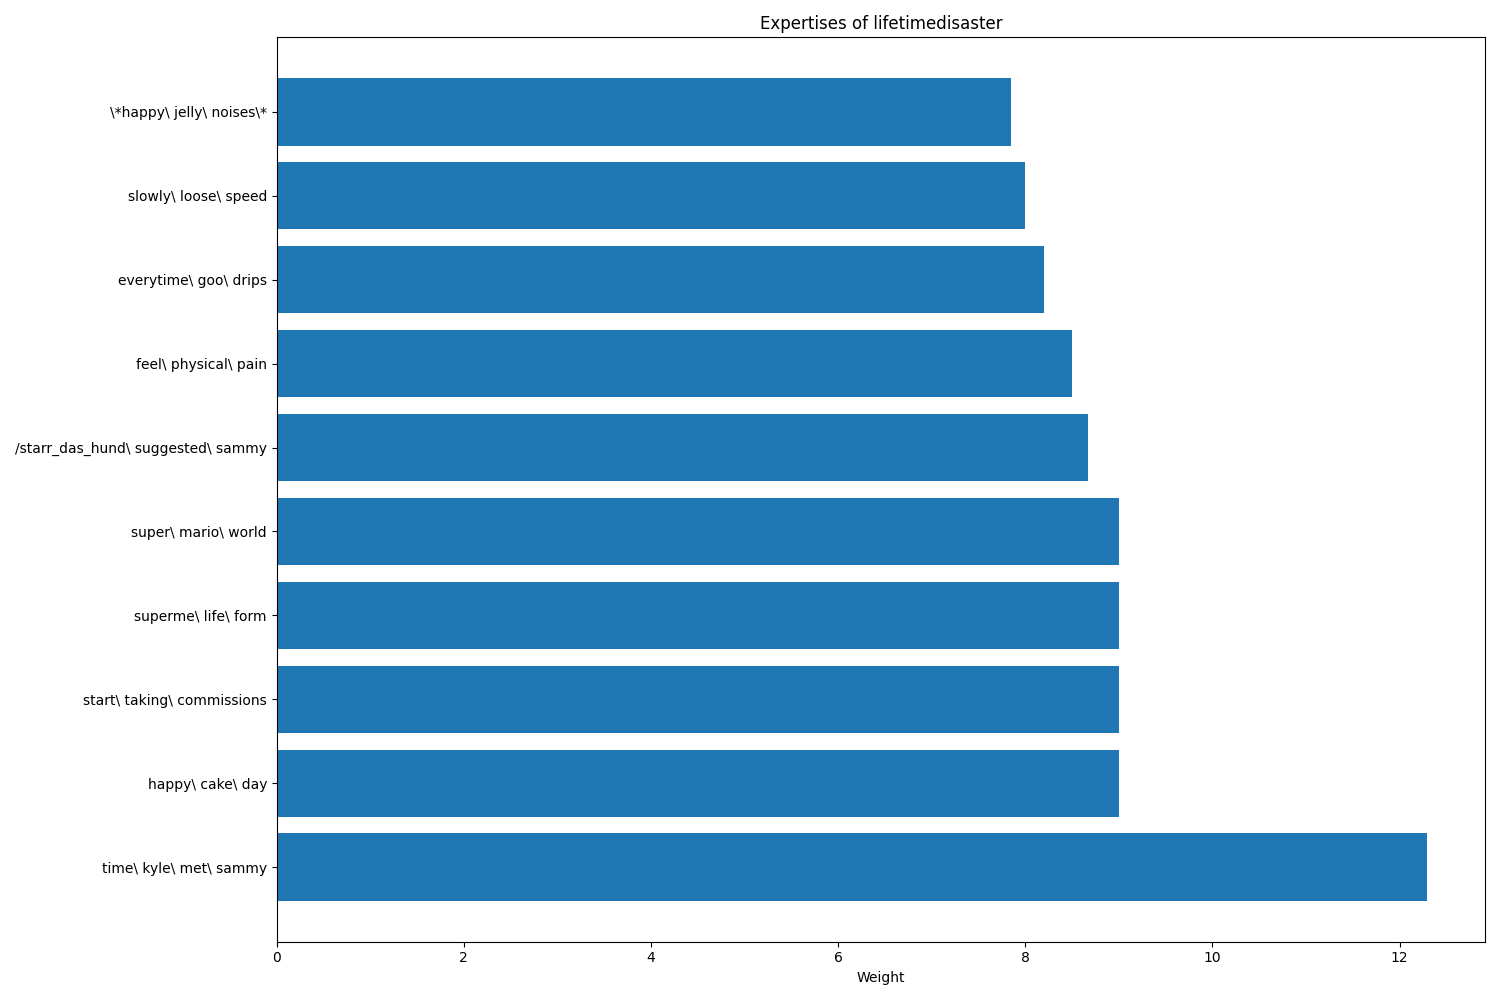 Expertises of lifetimedisaster
\*happy\ jelly\ noises\*
slowly\ loose\ speed
everytime\ goo\ drips
feel\ physical\ pain
/starr_das_hund\ suggested\ sammy
super\ mario\ world
superme\ life\ form
start\ taking\ commissions
happy\ cake\ day
time\ kyle\ met\ sammy
0 2 4 6 8 10 12
Weight